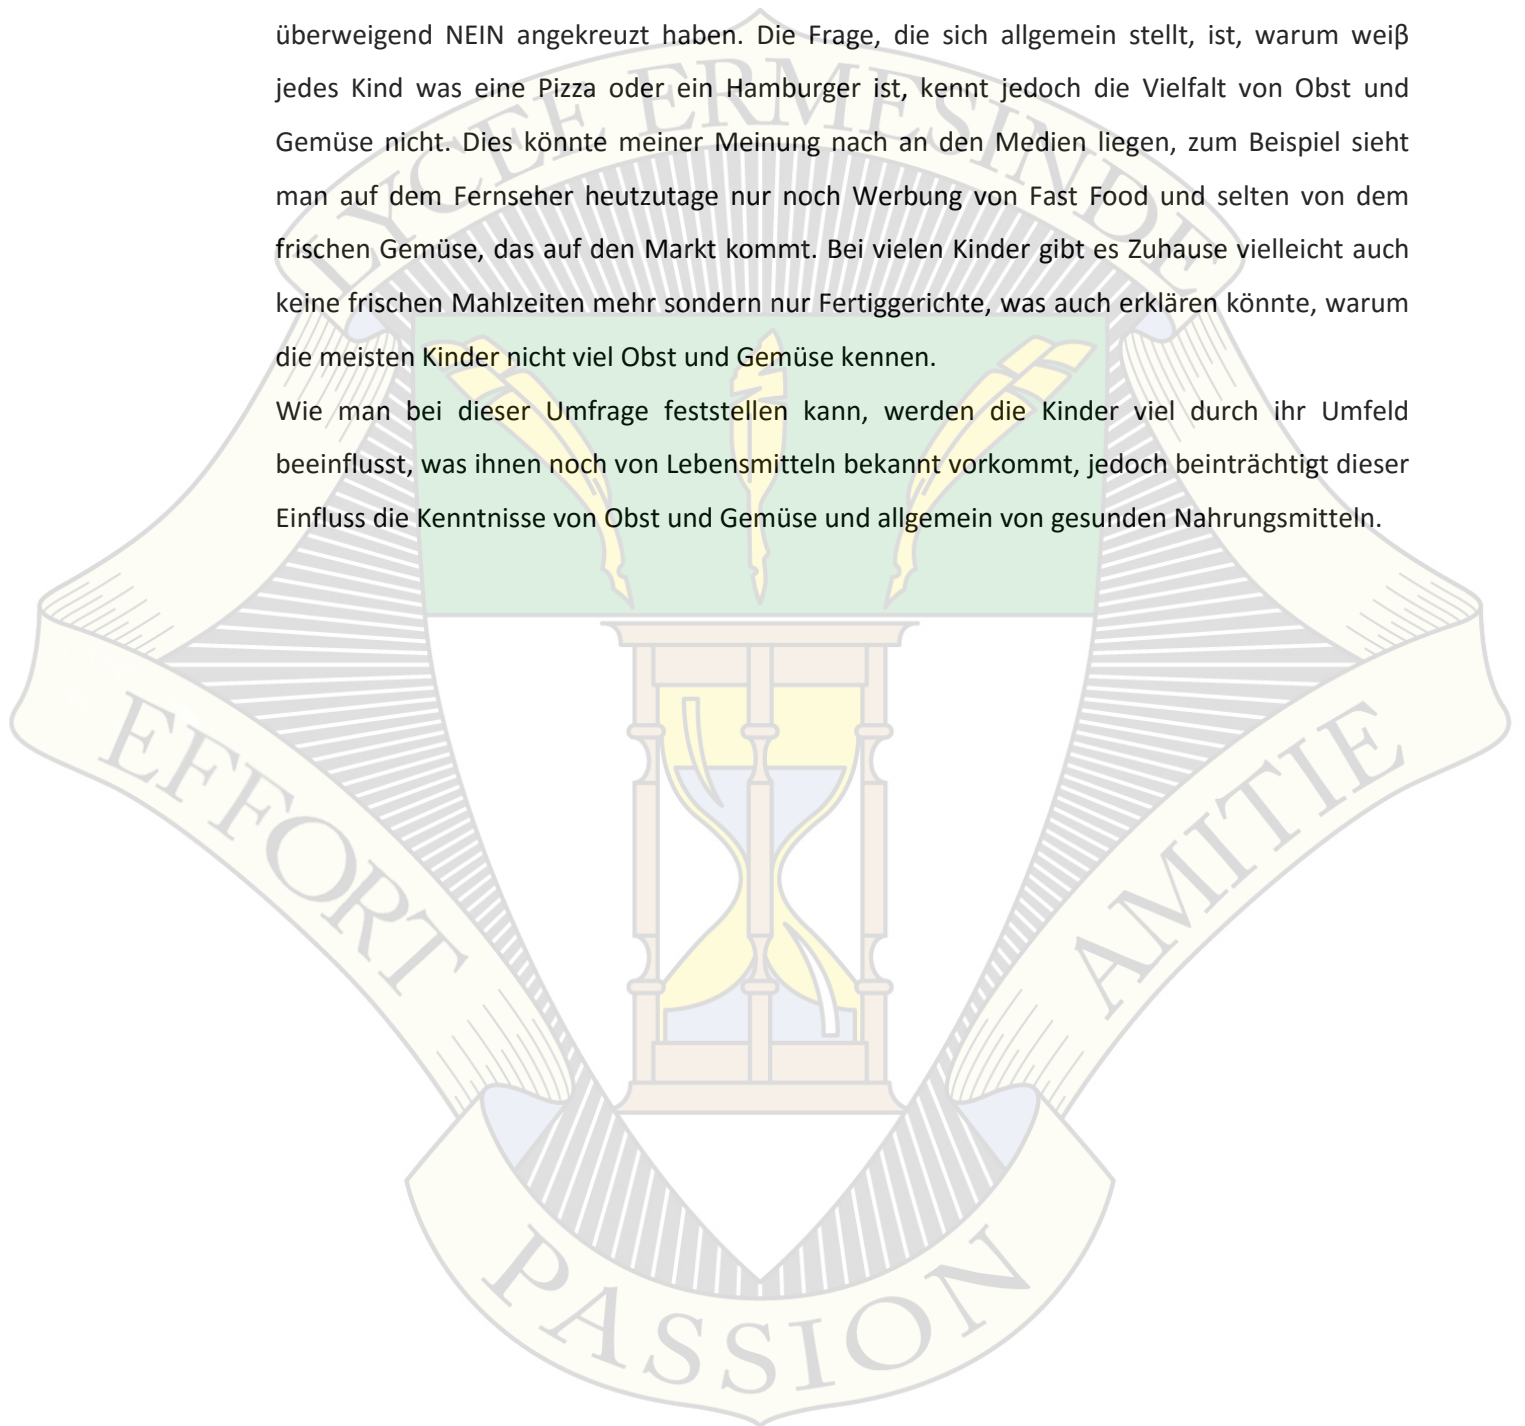 überweigend NEIN angekreuzt haben. Die Frage, die sich allgemein stellt, ist, warum weiβ
jedes Kind was eine Pizza oder ein Hamburger ist, kennt jedoch die Vielfalt von Obst und
Gemüse nicht. Dies könnte meiner Meinung nach an den Medien liegen, zum Beispiel sieht
man auf dem Fernseher heutzutage nur noch Werbung von Fast Food und selten von dem
frischen Gemüse, das auf den Markt kommt. Bei vielen Kinder gibt es Zuhause vielleicht auch
keine frischen Mahlzeiten mehr sondern nur Fertiggerichte, was auch erklären könnte, warum
die meisten Kinder nicht viel Obst und Gemüse kennen.
Wie man bei dieser Umfrage feststellen kann, werden die Kinder viel durch ihr Umfeld
beeinflusst, was ihnen noch von Lebensmitteln bekannt vorkommt, jedoch beinträchtigt dieser
Einfluss die Kenntnisse von Obst und Gemüse und allgemein von gesunden Nahrungsmitteln.
LYCEE ERMESINDE
EFFORT
AMITIE
PASSION